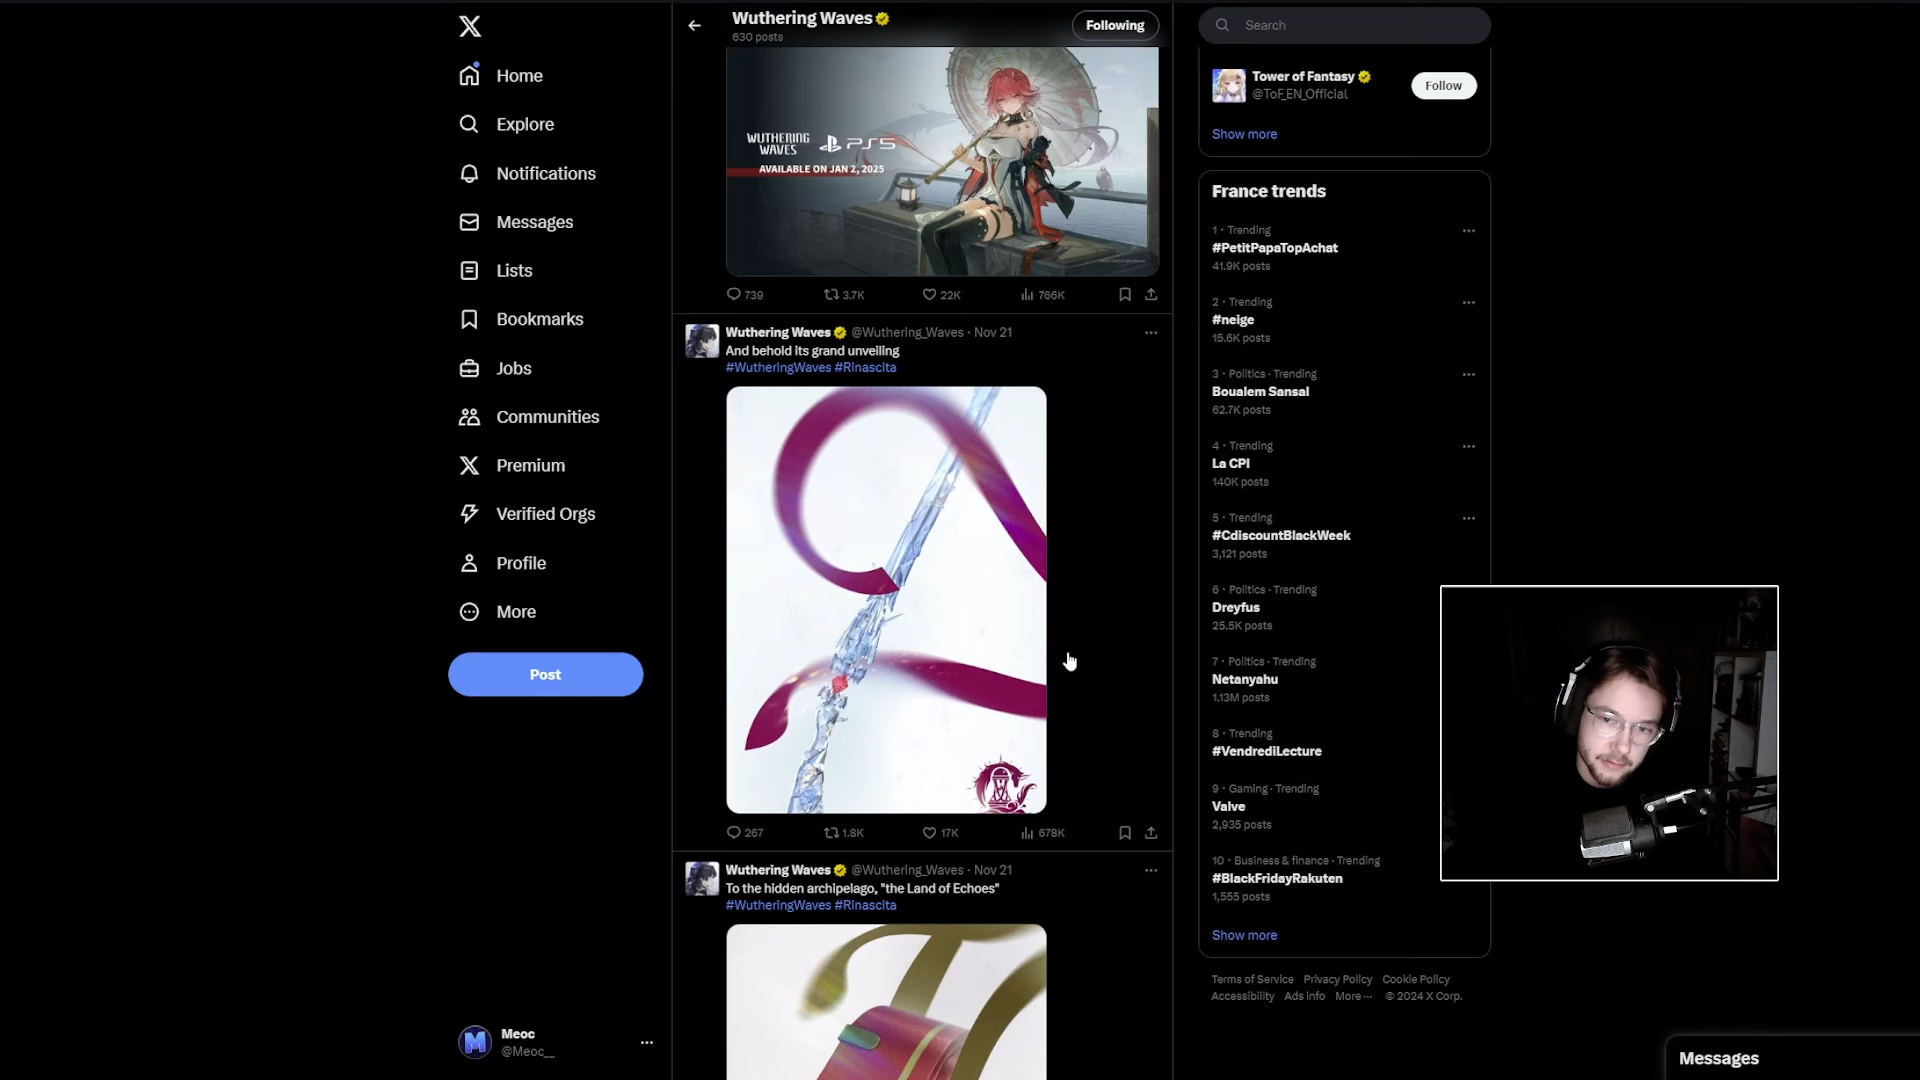 Home
Explore
Notifications
Messages
Lists
Bookmarks
Jobs
Communities
Premium
Verified Orgs
Profile
More
Post
Meoc
@Meoc__
Wuthering Waves
630 posts
Following
WUTHERING
WAVES
PS5
AVAILABLE ON JAN 2, 2025
739
3.7K
22K
766K
Wuthering Waves @Wuthering_Waves · Nov 21
And behold its grand unveiling
#WutheringWaves #Rinascita
267
1.8K
17K
678K
Wuthering Waves @Wuthering_Waves · Nov 21
To the hidden archipelago, "the Land of Echoes"
#WutheringWaves #Rinascita
Search
Tower of Fantasy
@ToF_EN_Official
Follow
Show more
France trends
1 · Trending
#PetitPapaTopAchat
41.9K posts
2 · Trending
#neige
15.6K posts
3 · Politics · Trending
Boualem Sansal
62.7K posts
4 · Trending
La CPI
140K posts
5 · Trending
#CdiscountBlackWeek
3,121 posts
6 · Politics · Trending
Dreyfus
25.5K posts
7 · Politics · Trending
Netanyahu
1.13M posts
8 · Trending
#VendrediLecture
9 · Gaming · Trending
Valve
2,935 posts
10 · Business & finance · Trending
#BlackFridayRakuten
1,555 posts
Show more
Terms of Service Privacy Policy Cookie Policy
Accessibility Ads info More ··· © 2024 X Corp.
Messages